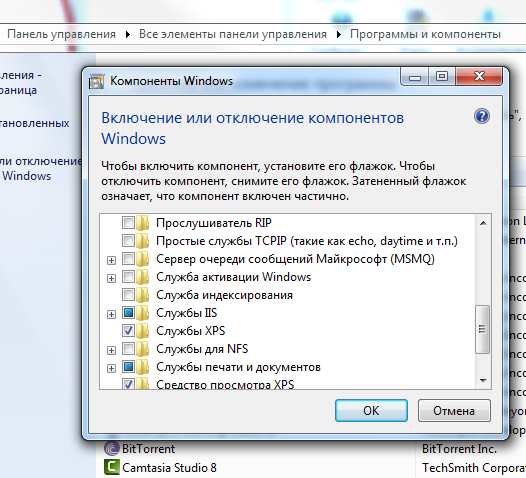 Панель управления ▸ Все элементы панели управления ▸ Программы и компоненты
Компоненты Windows
Включение или отключение компонентов
Windows
Чтобы включить компонент, установите его флажок. Чтобы
отключить компонент, снимите его флажок. Затененный флажок
означает, что компонент включен частично.
Прослушиватель RIP
Простые службы TCPIP (такие как echo, daytime и т.п.)
Сервер очереди сообщений Майкрософт (MSMQ)
Служба активации Windows
Служба индексирования
Службы IIS
Службы XPS
Службы для NFS
Службы печати и документов
Средство просмотра XPS
ОК
Отмена
вления -
раница
тановленных
ли отключение
Windows
BitTorrent
BitTorrent Inc.
Camtasia Studio 8
TechSmith Corporat